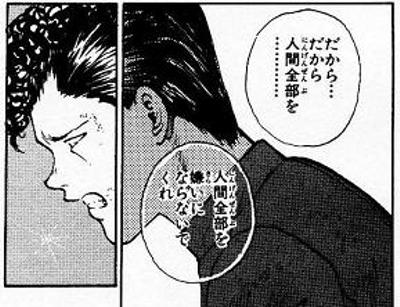 だから…
だから
人間全部を
…………
人間全部を
嫌いに
ならないで
くれ